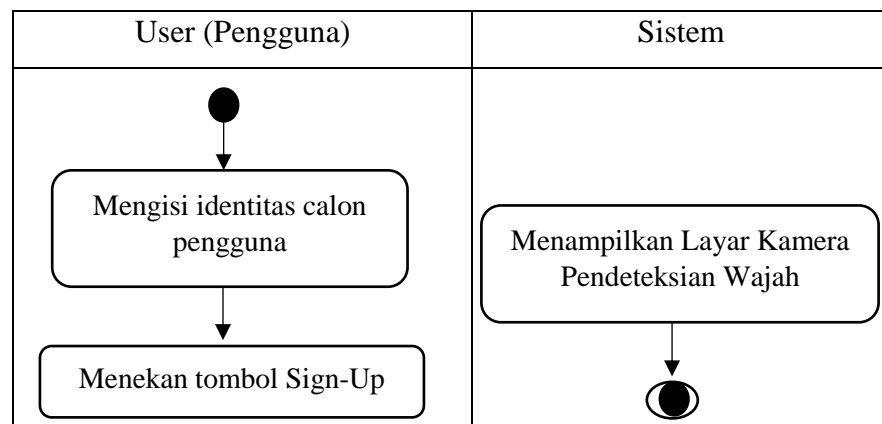 User (Pengguna)
Sistem
Mengisi identitas calon
pengguna
Menekan tombol Sign-Up
Menampilkan Layar Kamera
Pendeteksian Wajah